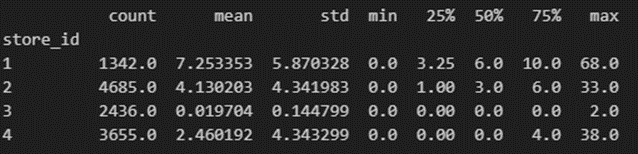 count mean std min 25% 50% 75% max
store_id
1 1342.0 7.253353 5.870328 0.0 3.25 6.0 10.0 68.0
2 4685.0 4.130203 4.341983 0.0 1.00 3.0 6.0 33.0
3 2436.0 0.019704 0.144799 0.0 0.00 0.0 0.0 2.0
4 3655.0 2.460192 4.343299 0.0 0.00 0.0 4.0 38.0